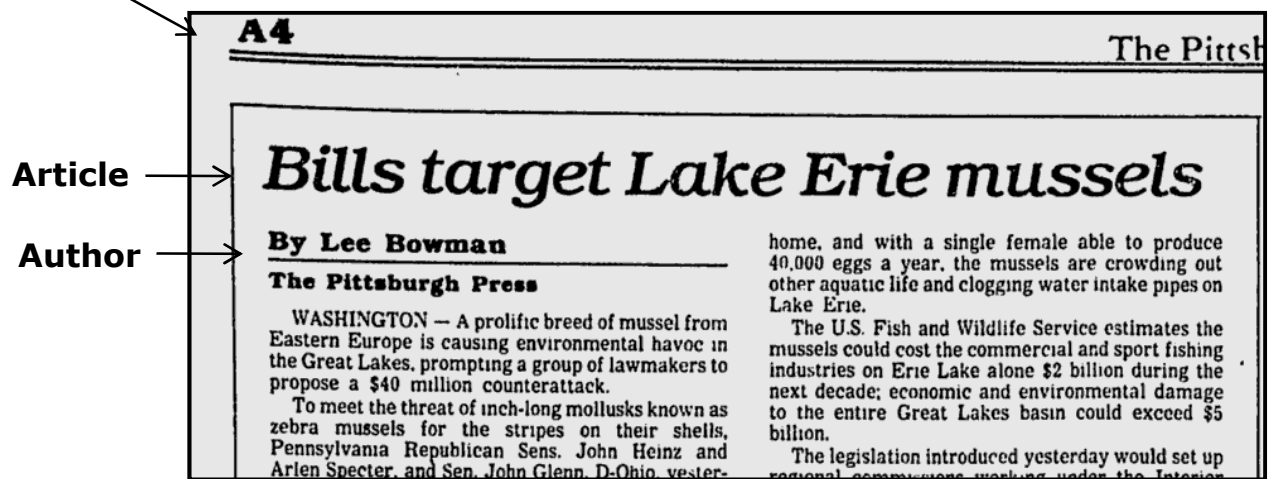 A4
The Pittsb
Article
Bills target Lake Erie mussels
Author
By Lee Bowman
The Pittsburgh Press
WASHINGTON — A prolific breed of mussel from
Eastern Europe is causing environmental havoc in
the Great Lakes, prompting a group of lawmakers to
propose a $40 million counterattack.
To meet the threat of inch-long mollusks known as
zebra mussels for the stripes on their shells,
Pennsylvania Republican Sens. John Heinz and
Arlen Specter, and Sen. John Glenn, D-Ohio, yester-
home, and with a single female able to produce
40,000 eggs a year, the mussels are crowding out
other aquatic life and clogging water intake pipes on
Lake Erie.
The U.S. Fish and Wildlife Service estimates the
mussels could cost the commercial and sport fishing
industries on Erie Lake alone $2 billion during the
next decade; economic and environmental damage
to the entire Great Lakes basin could exceed $5
billion.
The legislation introduced yesterday would set up
regional commissions working under the Interior